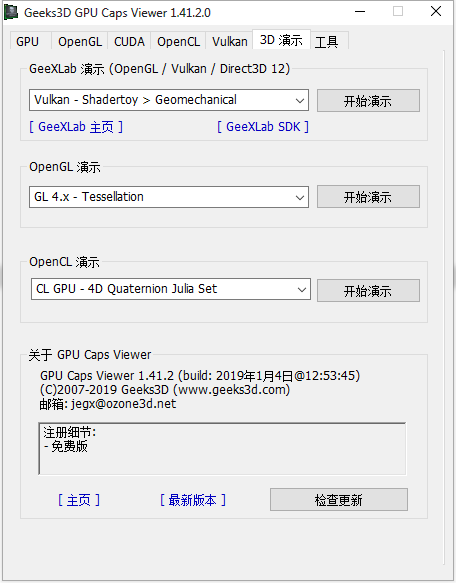 Geeks3D GPU Caps Viewer 1.41.2.0
GPU OpenGL CUDA OpenCL Vulkan 3D 演示 工具
GeeXLab 演示 (OpenGL / Vulkan / Direct3D 12)
Vulkan - Shadertoy > Geomechanical 开始演示
[ GeeXLab 主页 ] [ GeeXLab SDK ]
OpenGL 演示
GL 4.x - Tessellation 开始演示
OpenCL 演示
CL GPU - 4D Quaternion Julia Set 开始演示
关于 GPU Caps Viewer
GPU Caps Viewer 1.41.2 (build: 2019年1月4日@12:53:45)
(C)2007-2019 Geeks3D (www.geeks3d.com)
邮箱: jegx@ozone3d.net
注册细节:
- 免费版
[ 主页 ] [ 最新版本 ] 检查更新